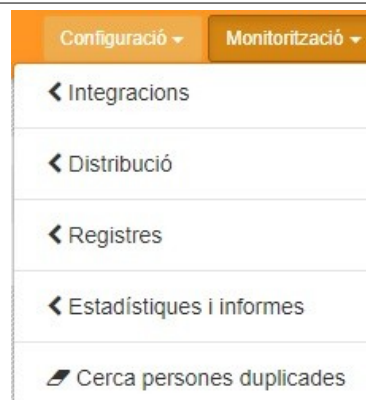 Configuració Monitorització
Integracions
Distribució
Registres
Estadístiques i informes
Cerca persones duplicades